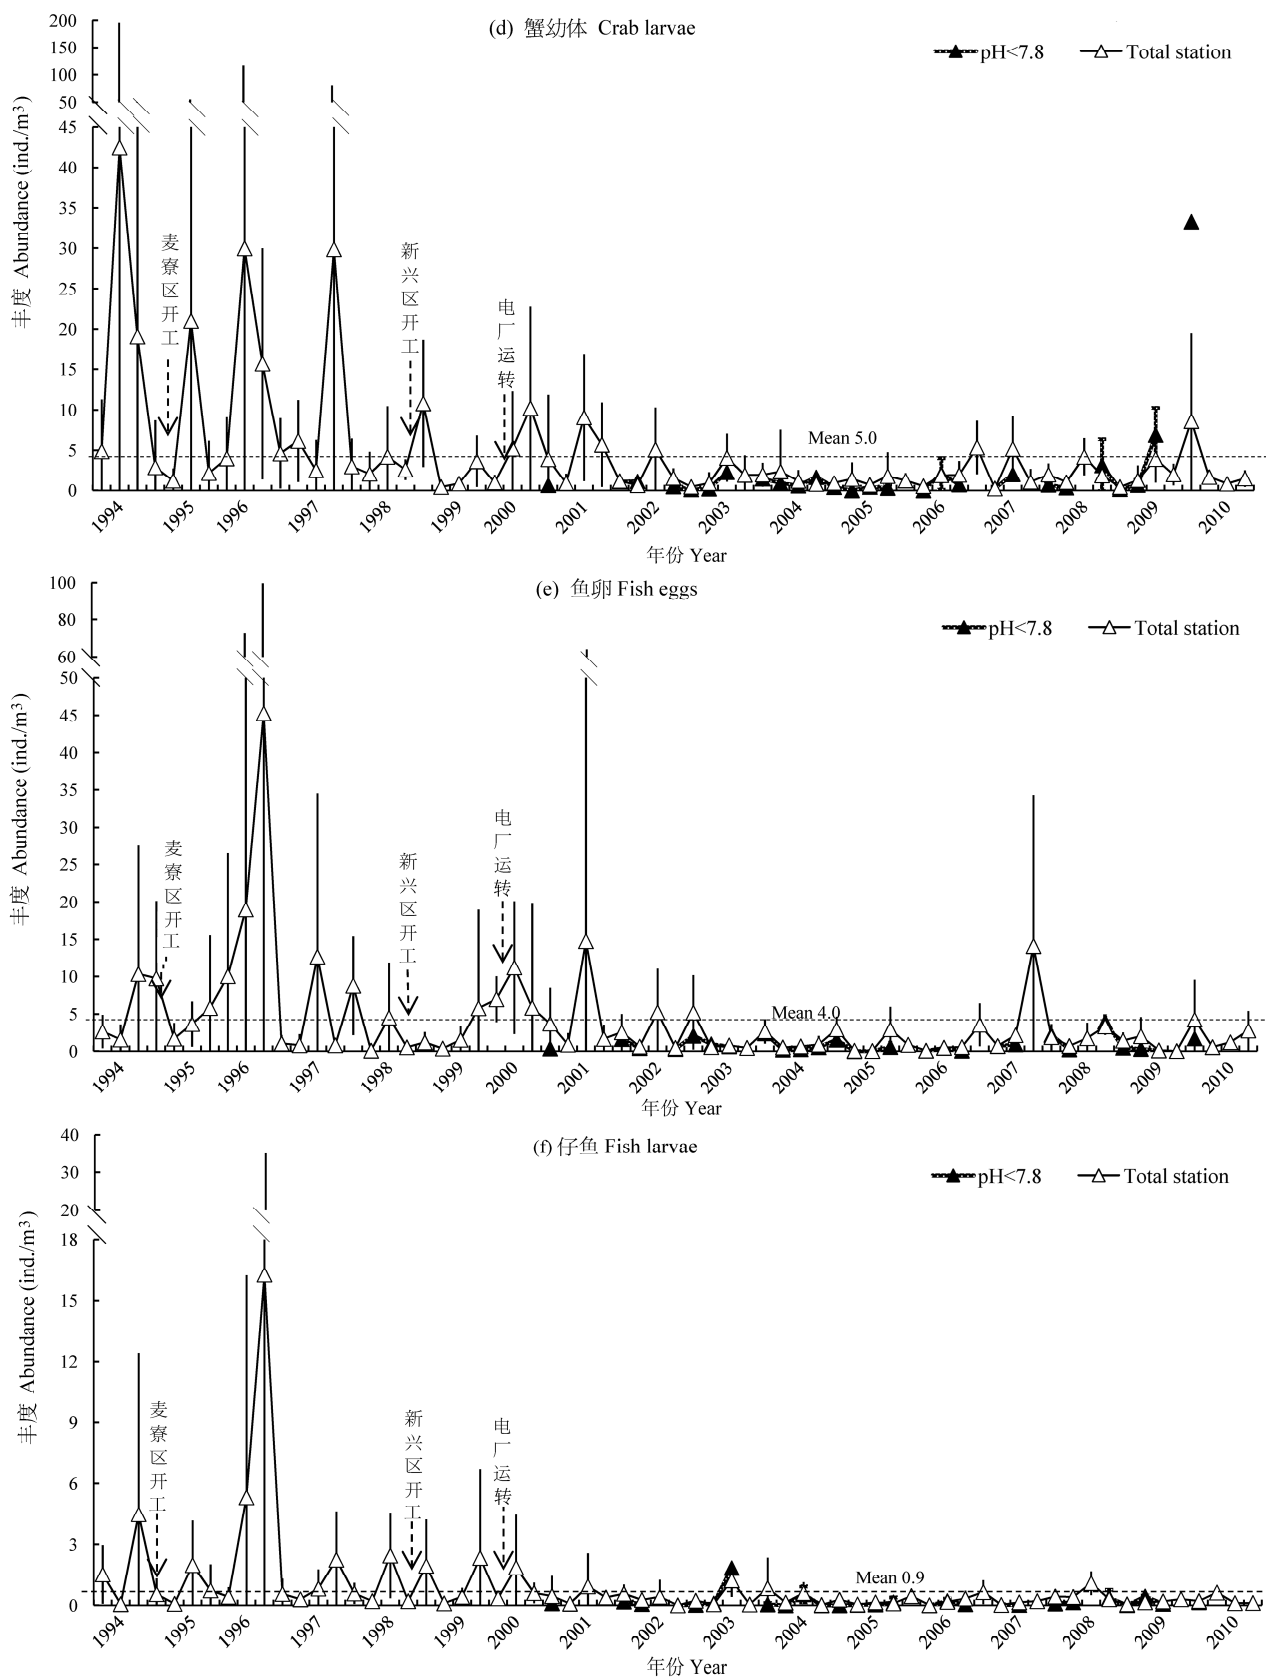 (d) 蟹幼体 Crab larvae
pH<7.8
Total station
丰度 Abundance (ind./m³)
200
150
100
50
45
40
35
30
25
20
15
10
5
0
麦寮区开工
新兴区开工
电厂运转
Mean 5.0
1994 1995 1996 1997 1998 1999 2000 2001 2002 2003 2004 2005 2006 2007 2008 2009 2010
年份 Year
(e) 鱼卵 Fish eggs
pH<7.8
Total station
丰度 Abundance (ind./m³)
100
80
60
50
45
40
35
30
25
20
15
10
5
0
麦寮区开工
新兴区开工
电厂运转
Mean 4.0
1994 1995 1996 1997 1998 1999 2000 2001 2002 2003 2004 2005 2006 2007 2008 2009 2010
年份 Year
(f) 仔鱼 Fish larvae
pH<7.8
Total station
丰度 Abundance (ind./m³)
40
30
20
18
15
12
9
6
3
0
麦寮区开工
新兴区开工
电厂运转
Mean 0.9
1994 1995 1996 1997 1998 1999 2000 2001 2002 2003 2004 2005 2006 2007 2008 2009 2010
年份 Year